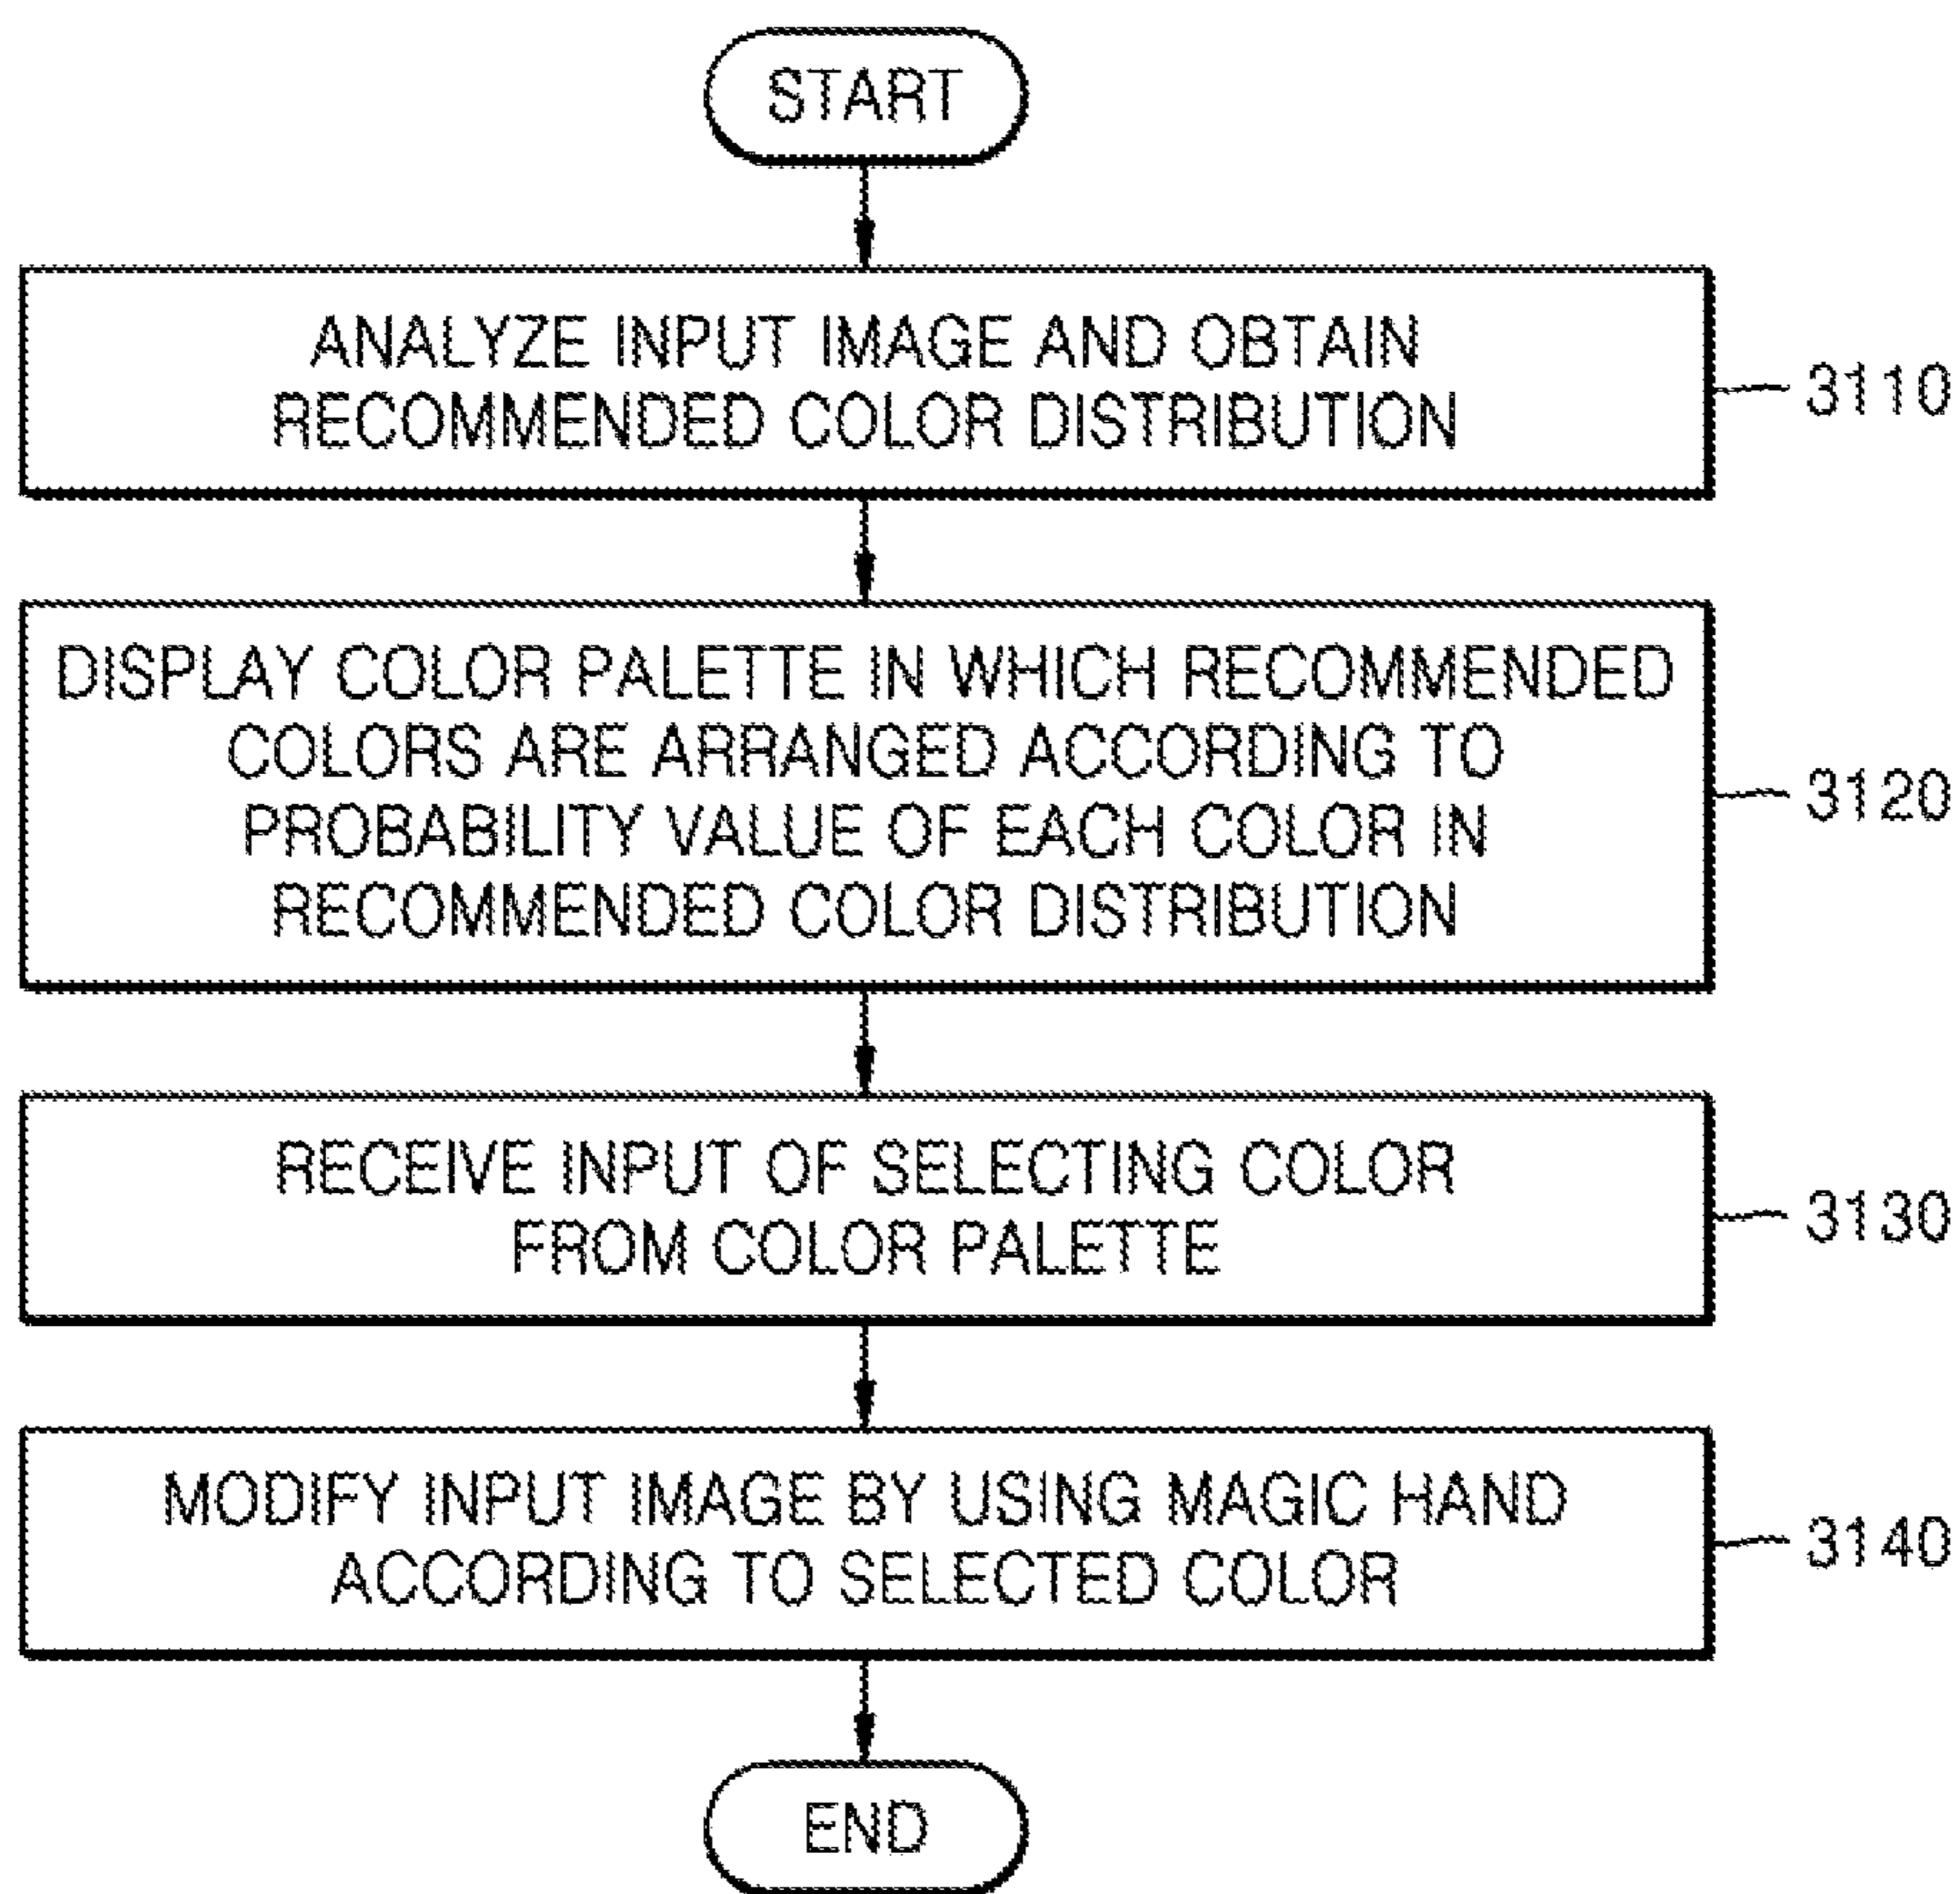 START
ANALYZE INPUT IMAGE AND OBTAIN
RECOMMENDED COLOR DISTRIBUTION
3110
DISPLAY COLOR PALETTE IN WHICH RECOMMENDED
COLORS ARE ARRANGED ACCORDING TO
PROBABILITY VALUE OF EACH COLOR IN
RECOMMENDED COLOR DISTRIBUTION
3120
RECEIVE INPUT OF SELECTING COLOR
FROM COLOR PALETTE
3130
MODIFY INPUT IMAGE BY USING MAGIC HAND
ACCORDING TO SELECTED COLOR
3140
END